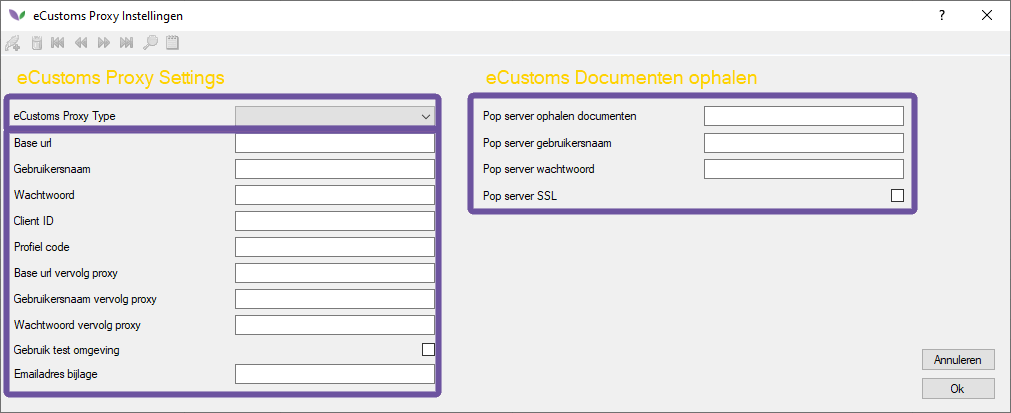 eCustoms Proxy Instellingen
?
eCustoms Proxy Settings
eCustoms Proxy Type
Base url
Gebruikersnaam
Wachtwoord
Client ID
Profiel code
Base url vervolg proxy
Gebruikersnaam vervolg proxy
Wachtwoord vervolg proxy
Gebruik test omgeving
Emailadres bijlage
eCustoms Documenten ophalen
Pop server ophalen documenten
Pop server gebruikersnaam
Pop server wachtwoord
Pop server SSL
Annuleren
Ok